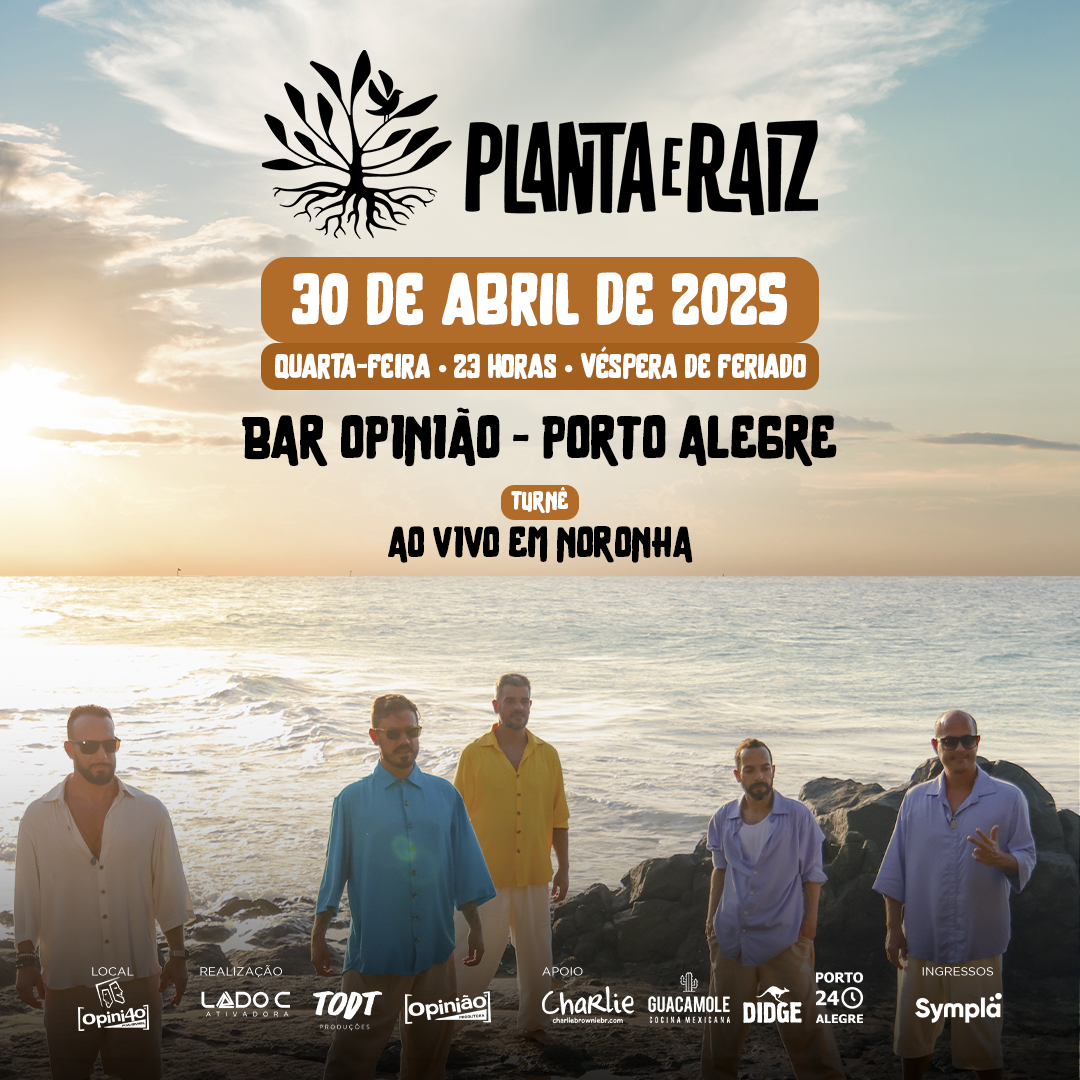 PLANTA E RAIZ
30 DE ABRIL DE 2025
QUARTA-FEIRA • 23 HORAS • VÉSPERA DE FERIADO
BAR OPINIÃO - PORTO ALEGRE
TURNÊ
AO VIVO EM NORONHA
LOCAL
opini4o
REALIZAÇÃO
LADO C
ATIVADORA
TODT
PRODUÇÕES
opinião
PRODUTORA
APOIO
Charlie
charliebrowniebr.com
GUACAMOLE
COCINA MEXICANA
DIDGE
PORTO
24
ALEGRE
INGRESSOS
Sympla